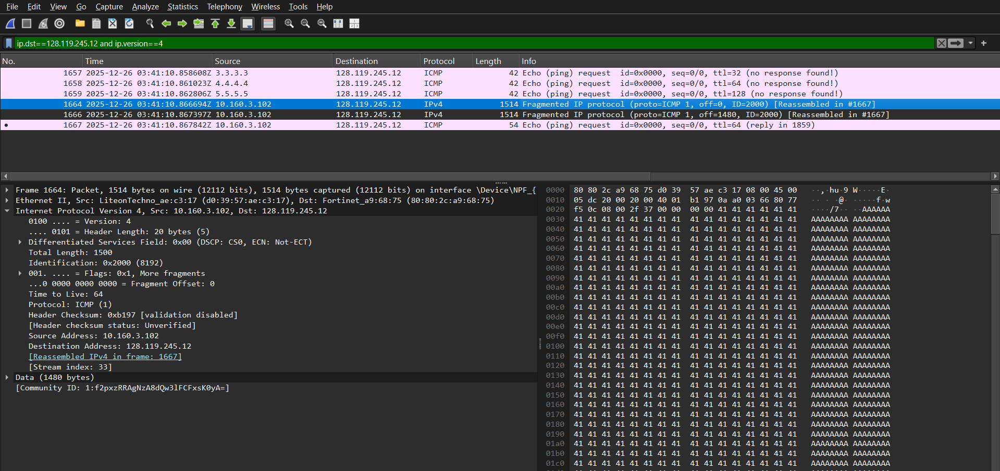 File Edit View Go Capture Analyze Statistics Telephony Wireless Tools Help
ip.dst==128.119.245.12 and ip.version==4
No. Time Source Destination Protocol Length Info
1657 2025-12-26 03:41:10.858608Z 3.3.3.3 128.119.245.12 ICMP 42 Echo (ping) request id=0x0000, seq=0/0, ttl=32 (no response found!)
1658 2025-12-26 03:41:10.861023Z 4.4.4.4 128.119.245.12 ICMP 42 Echo (ping) request id=0x0000, seq=0/0, ttl=64 (no response found!)
1659 2025-12-26 03:41:10.862806Z 5.5.5.5 128.119.245.12 ICMP 42 Echo (ping) request id=0x0000, seq=0/0, ttl=128 (no response found!)
1664 2025-12-26 03:41:10.866694Z 10.160.3.102 128.119.245.12 IPv4 1514 Fragmented IP protocol (proto=ICMP 1, off=0, ID=2000) [Reassembled in #1667]
1666 2025-12-26 03:41:10.867397Z 10.160.3.102 128.119.245.12 IPv4 1514 Fragmented IP protocol (proto=ICMP 1, off=1480, ID=2000) [Reassembled in #1667]
1667 2025-12-26 03:41:10.867842Z 10.160.3.102 128.119.245.12 ICMP 54 Echo (ping) request id=0x0000, seq=0/0, ttl=64 (reply in 1859)
Frame 1664: Packet, 1514 bytes on wire (12112 bits), 1514 bytes captured (12112 bits) on interface \Device\NPF_{
Ethernet II, Src: LiteonTechno_ae:c3:17 (d0:39:57:ae:c3:17), Dst: Fortinet_a9:68:75 (80:80:2c:a9:68:75)
Internet Protocol Version 4, Src: 10.160.3.102, Dst: 128.119.245.12
0100 .... = Version: 4
.... 0101 = Header Length: 20 bytes (5)
Differentiated Services Field: 0x00 (DSCP: CS0, ECN: Not-ECT)
Total Length: 1500
Identification: 0x2000 (8192)
001. .... = Flags: 0x1, More fragments
...0 0000 0000 0000 = Fragment Offset: 0
Time to Live: 64
Protocol: ICMP (1)
Header Checksum: 0xb197 [validation disabled]
[Header checksum status: Unverified]
Source Address: 10.160.3.102
Destination Address: 128.119.245.12
[Reassembled IPv4 in frame: 1667]
[Stream index: 33]
Data (1480 bytes)
[Community ID: 1:f2pxzRRAgNzA8dQw3lFCFxsK0yA=]
0000 80 80 2c a9 68 75 d0 39 57 ae c3 17 08 00 45 00 ··,·hu·9 W·····E·
0010 05 dc 20 00 20 00 40 01 b1 97 0a a0 03 66 80 77 ·· · ·@· ·····f·w
0020 f5 0c 08 00 2f 37 00 00 00 00 41 41 41 41 41 41 ····/7·· ··AAAAAA
0030 41 41 41 41 41 41 41 41 41 41 41 41 41 41 41 41 AAAAAAAA AAAAAAAA
0040 41 41 41 41 41 41 41 41 41 41 41 41 41 41 41 41 AAAAAAAA AAAAAAAA
0050 41 41 41 41 41 41 41 41 41 41 41 41 41 41 41 41 AAAAAAAA AAAAAAAA
0060 41 41 41 41 41 41 41 41 41 41 41 41 41 41 41 41 AAAAAAAA AAAAAAAA
0070 41 41 41 41 41 41 41 41 41 41 41 41 41 41 41 41 AAAAAAAA AAAAAAAA
0080 41 41 41 41 41 41 41 41 41 41 41 41 41 41 41 41 AAAAAAAA AAAAAAAA
0090 41 41 41 41 41 41 41 41 41 41 41 41 41 41 41 41 AAAAAAAA AAAAAAAA
00a0 41 41 41 41 41 41 41 41 41 41 41 41 41 41 41 41 AAAAAAAA AAAAAAAA
00b0 41 41 41 41 41 41 41 41 41 41 41 41 41 41 41 41 AAAAAAAA AAAAAAAA
00c0 41 41 41 41 41 41 41 41 41 41 41 41 41 41 41 41 AAAAAAAA AAAAAAAA
00d0 41 41 41 41 41 41 41 41 41 41 41 41 41 41 41 41 AAAAAAAA AAAAAAAA
00e0 41 41 41 41 41 41 41 41 41 41 41 41 41 41 41 41 AAAAAAAA AAAAAAAA
00f0 41 41 41 41 41 41 41 41 41 41 41 41 41 41 41 41 AAAAAAAA AAAAAAAA
0100 41 41 41 41 41 41 41 41 41 41 41 41 41 41 41 41 AAAAAAAA AAAAAAAA
0110 41 41 41 41 41 41 41 41 41 41 41 41 41 41 41 41 AAAAAAAA AAAAAAAA
0120 41 41 41 41 41 41 41 41 41 41 41 41 41 41 41 41 AAAAAAAA AAAAAAAA
0130 41 41 41 41 41 41 41 41 41 41 41 41 41 41 41 41 AAAAAAAA AAAAAAAA
0140 41 41 41 41 41 41 41 41 41 41 41 41 41 41 41 41 AAAAAAAA AAAAAAAA
0150 41 41 41 41 41 41 41 41 41 41 41 41 41 41 41 41 AAAAAAAA AAAAAAAA
0160 41 41 41 41 41 41 41 41 41 41 41 41 41 41 41 41 AAAAAAAA AAAAAAAA
0170 41 41 41 41 41 41 41 41 41 41 41 41 41 41 41 41 AAAAAAAA AAAAAAAA
0180 41 41 41 41 41 41 41 41 41 41 41 41 41 41 41 41 AAAAAAAA AAAAAAAA
0190 41 41 41 41 41 41 41 41 41 41 41 41 41 41 41 41 AAAAAAAA AAAAAAAA
01a0 41 41 41 41 41 41 41 41 41 41 41 41 41 41 41 41 AAAAAAAA AAAAAAAA
01b0 41 41 41 41 41 41 41 41 41 41 41 41 41 41 41 41 AAAAAAAA AAAAAAAA
01c0 41 41 41 41 41 41 41 41 41 41 41 41 41 41 41 41 AAAAAAAA AAAAAAAA